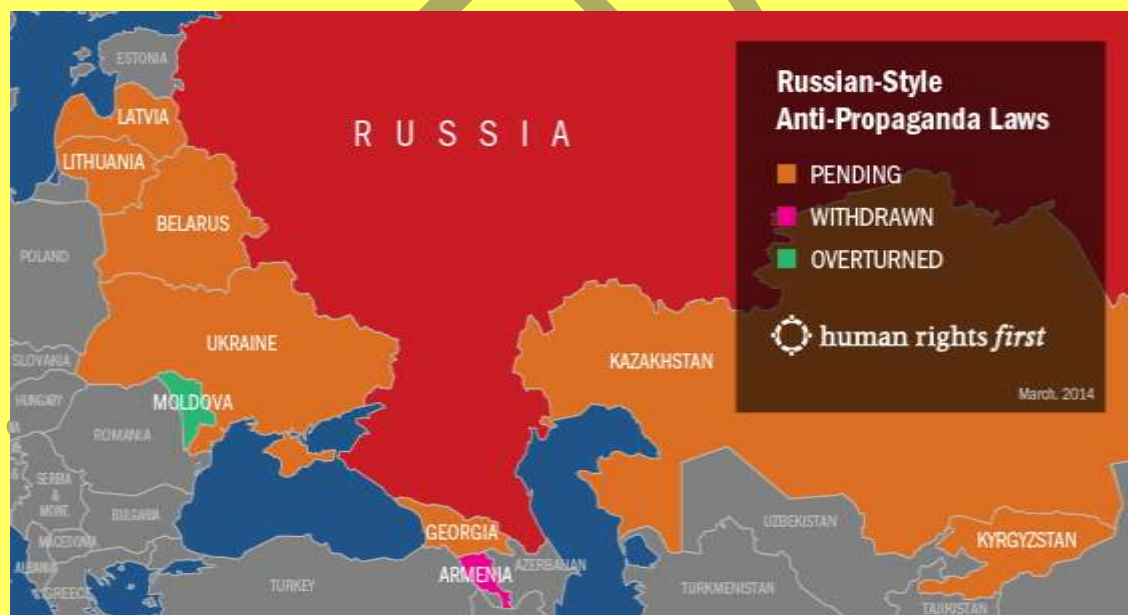 ESTONIA
LATVIA
LITHUANIA
BELARUS
POLAND
RUSSIA
UKRAINE
SLOVANIA
HUNGARY
MOLDOVA
ROMANIA
SERBIA
&
MONT.
BULGARIA
MACEDONIA
ALBANIA
GREECE
TURKEY
GEORGIA
ARMENIA
AZERBAIJAN
KAZAKHSTAN
UZBEKISTAN
TURKMENISTAN
KYRGYZSTAN
TAJIKISTAN
Russian-Style
Anti-Propaganda Laws
PENDING
WITHDRAWN
OVERTURNED
human rights first
March, 2014